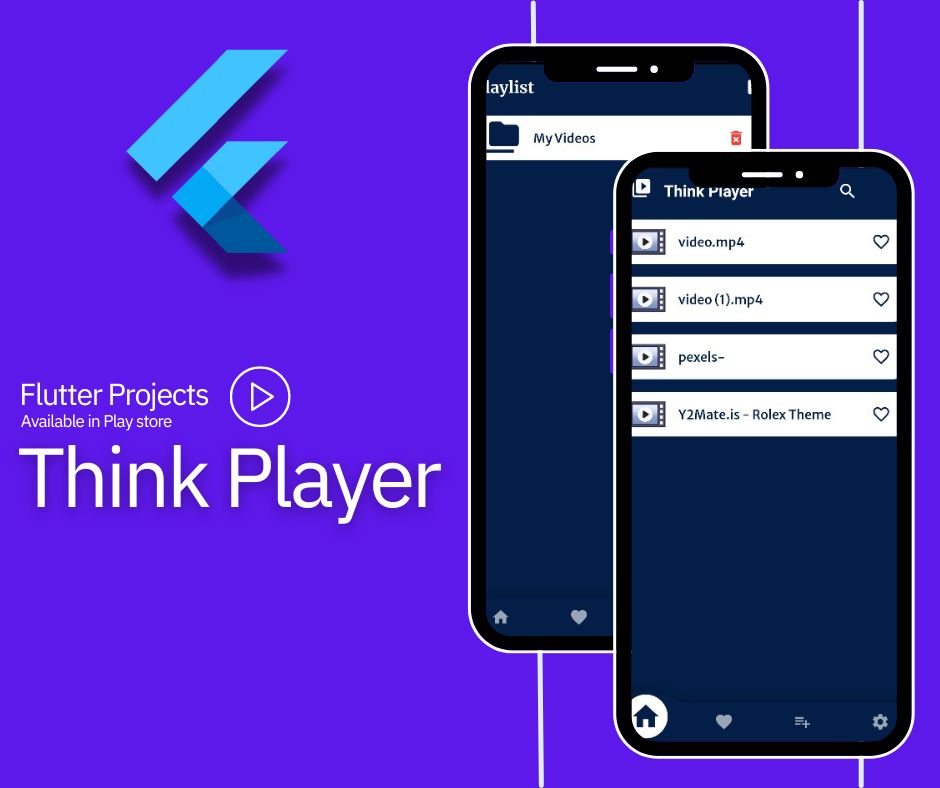 Flutter Projects
Available in Play store
Think Player
laylist
My Videos
Think Player
video.mp4
video (1).mp4
pexels-
Y2Mate.is - Rolex Theme